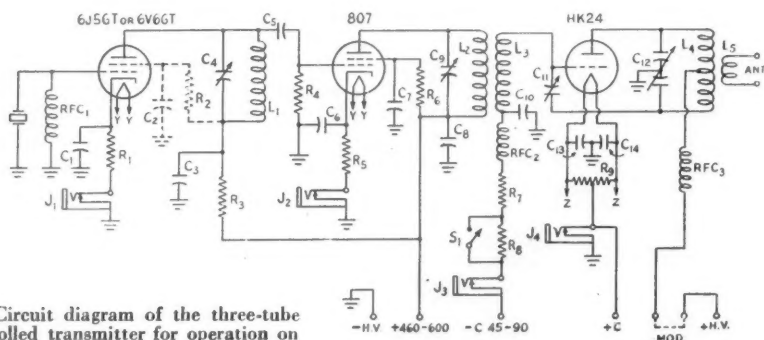 6J5GT OR 6V6GT
807
HK24
C5
C4
L1
R2
C2
RFC1
C1
R1
J1
C3
R3
R4
C6
Y Y
Y Y
R5
J2
C7
R6
C9
L2
L3
C8
C10
RFC2
R7
S1
R8
J3
C11
C12
L4
L5
ANT.
C13
C14
R9
Z
Z
RFC3
J4
V
V
V
V
-H.V.
+460-600
-C 45-90
+C
MOD.
+H.V.
Circuit diagram of the three-tube
olled transmitter for operation on